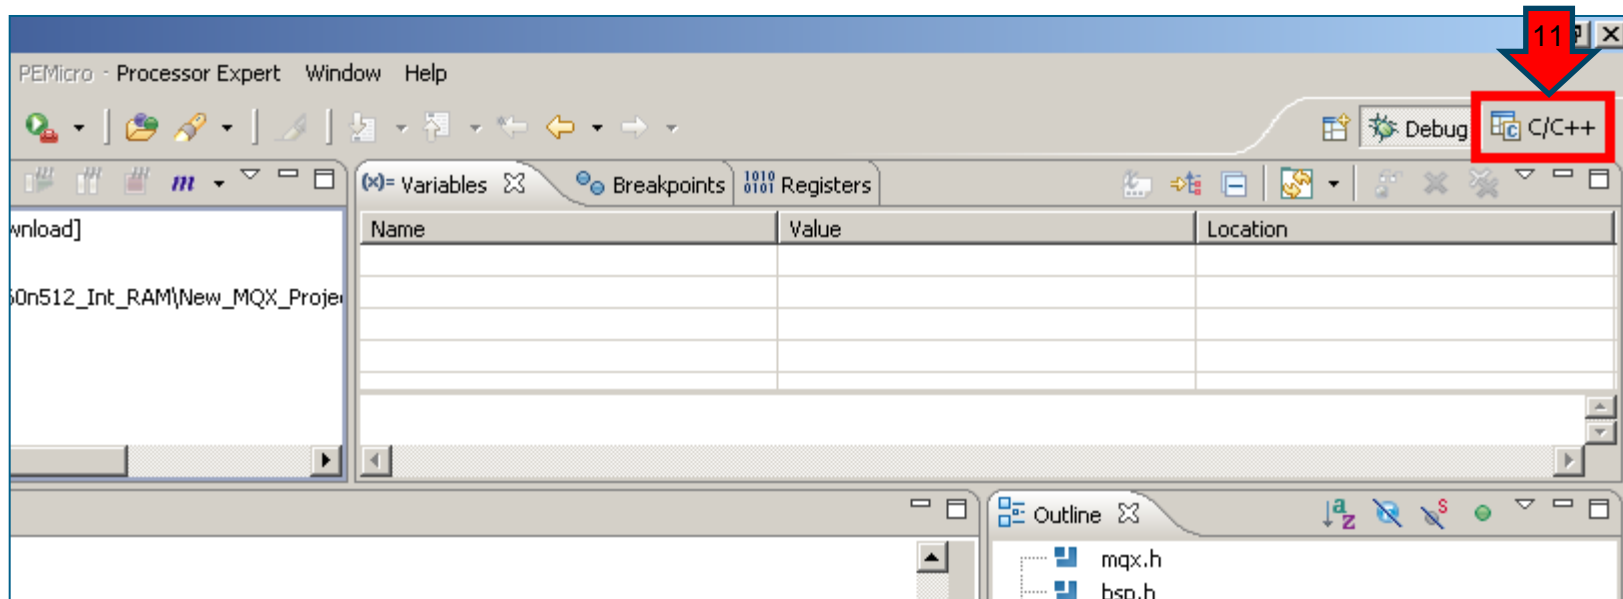 11
PEMicro - Processor Expert Window Help
Debug C/C++
m (x)= Variables Breakpoints 1010 0101 Registers
wnload] Name Value Location
60n512_Int_RAM\New_MQX_Proje
Outline a z S
mqx.h
bsp.h